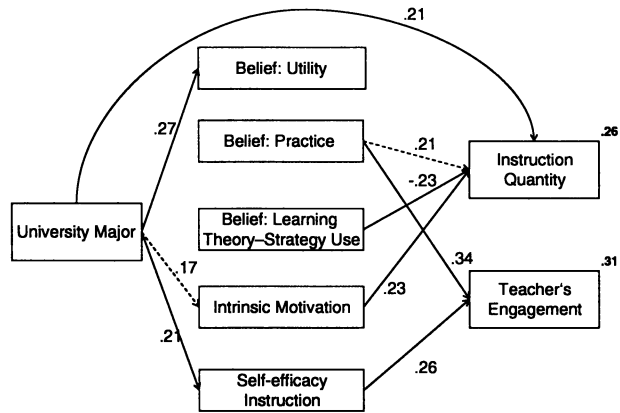 .21
Belief: Utility
.27
.26
Belief: Practice
.21
Instruction
Quantity
-.23
Belief: Learning
Theory–Strategy Use
University Major
.17
.34
.31
Intrinsic Motivation
.23
Teacher's
Engagement
.21
Self-efficacy
Instruction
.26